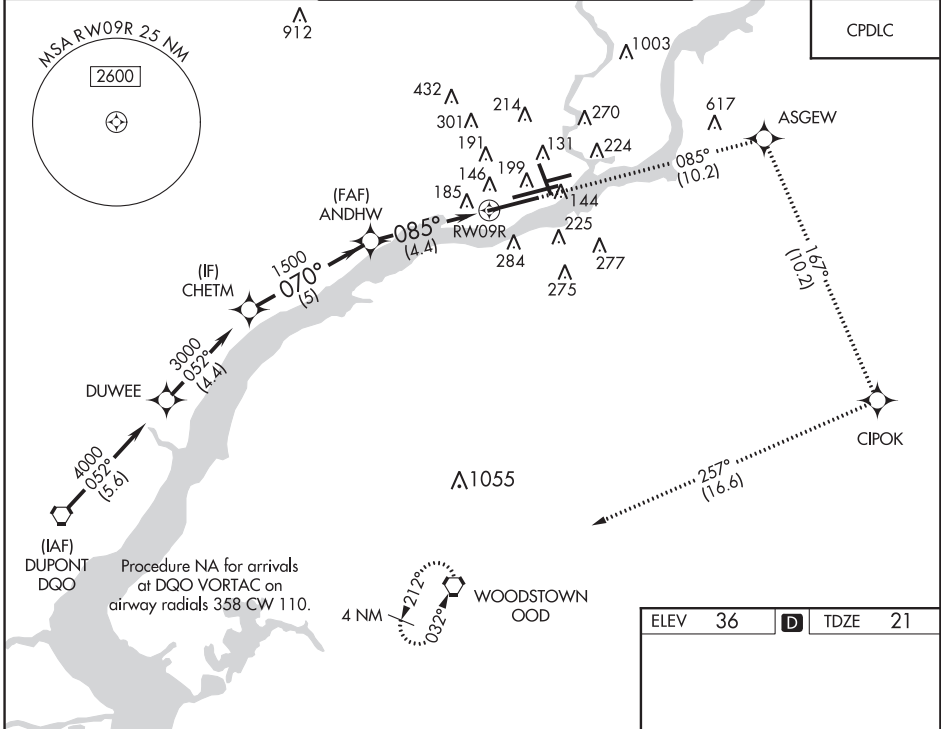 MSA RW09R 25 NM
2600
912
1003
CPDLC
432
301
214
270
617
ASGEW
191
131
224
146
199
085°
(10.2)
185
144
(FAF)
ANDHW
085°
(4.4)
RW09R
225
284
277
275
167°
(10.2)
(IF)
CHETM
1500
070°
(5)
3000
052°
(4.4)
DUWEE
4000
052°
(5.6)
CIPOK
257°
(16.6)
1055
(IAF)
DUPONT
DQO
Procedure NA for arrivals
at DQO VORTAC on
airway radials 358 CW 110.
4 NM
212°
032°
WOODSTOWN
OOD
ELEV 36 D TDZE 21